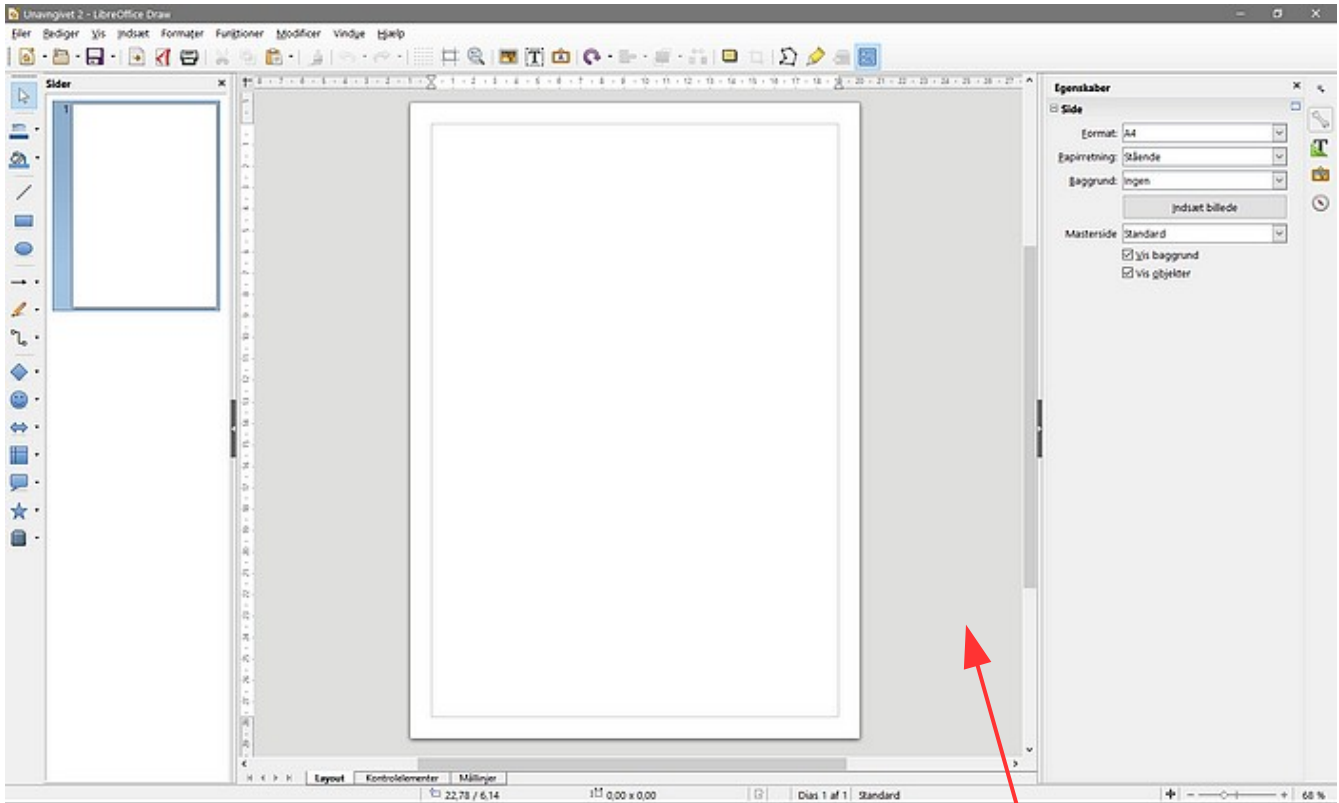 Unavngivet 2 - LibreOffice Draw
Filer Rediger Vis Indsæt Formater Funktioner Modificer Vindue Hjælp
Sider
1
Egenskaber
Side
Format: A4
Papirretning: Stående
Baggrund: Ingen
Indsæt billede
Masterside Standard
Vis baggrund
Vis objekter
Layout Kontrolelementer Mållinjer
22,78 / 6,14 0,00 x 0,00 Dias 1 af 1 Standard 68 %